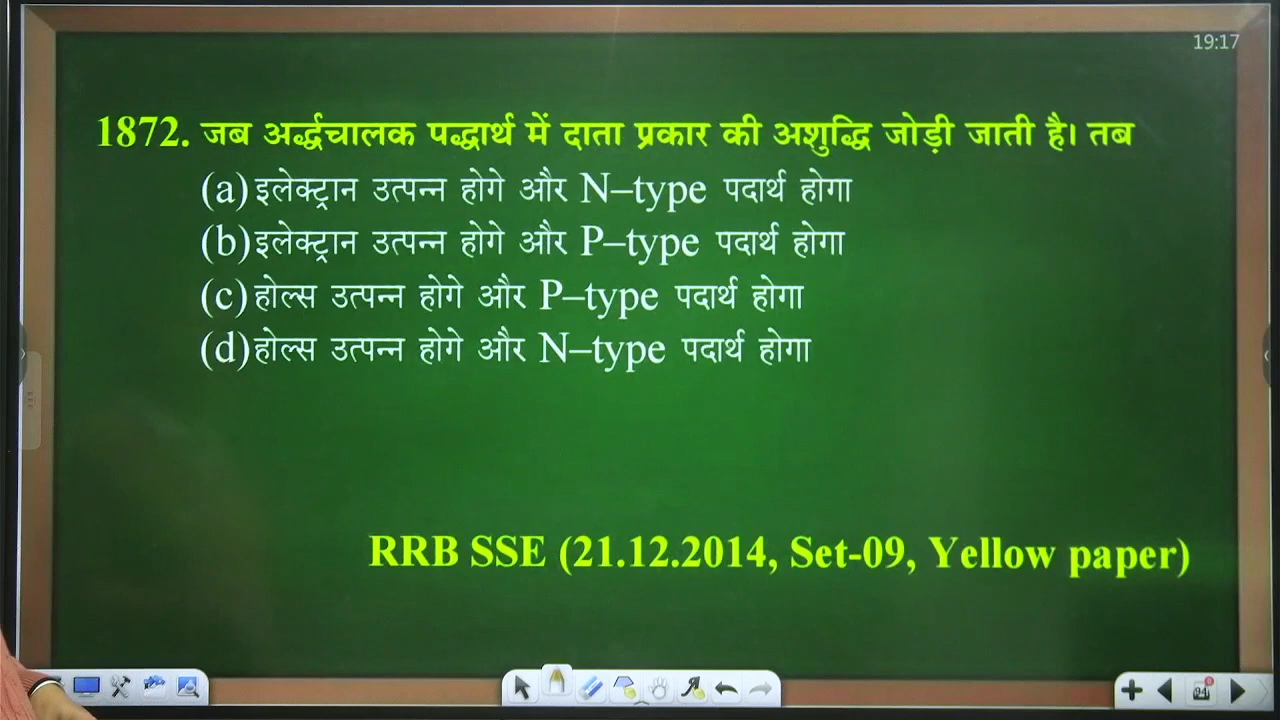 19:17
1872. जब अर्द्धचालक पद्धार्थ में दाता प्रकार की अशुद्धि जोड़ी जाती है। तब
(a) इलेक्ट्रान उत्पन्न होगे और N–type पदार्थ होगा
(b) इलेक्ट्रान उत्पन्न होगे और P–type पदार्थ होगा
(c) होल्स उत्पन्न होगे और P–type पदार्थ होगा
(d) होल्स उत्पन्न होगे और N–type पदार्थ होगा
RRB SSE (21.12.2014, Set-09, Yellow paper)